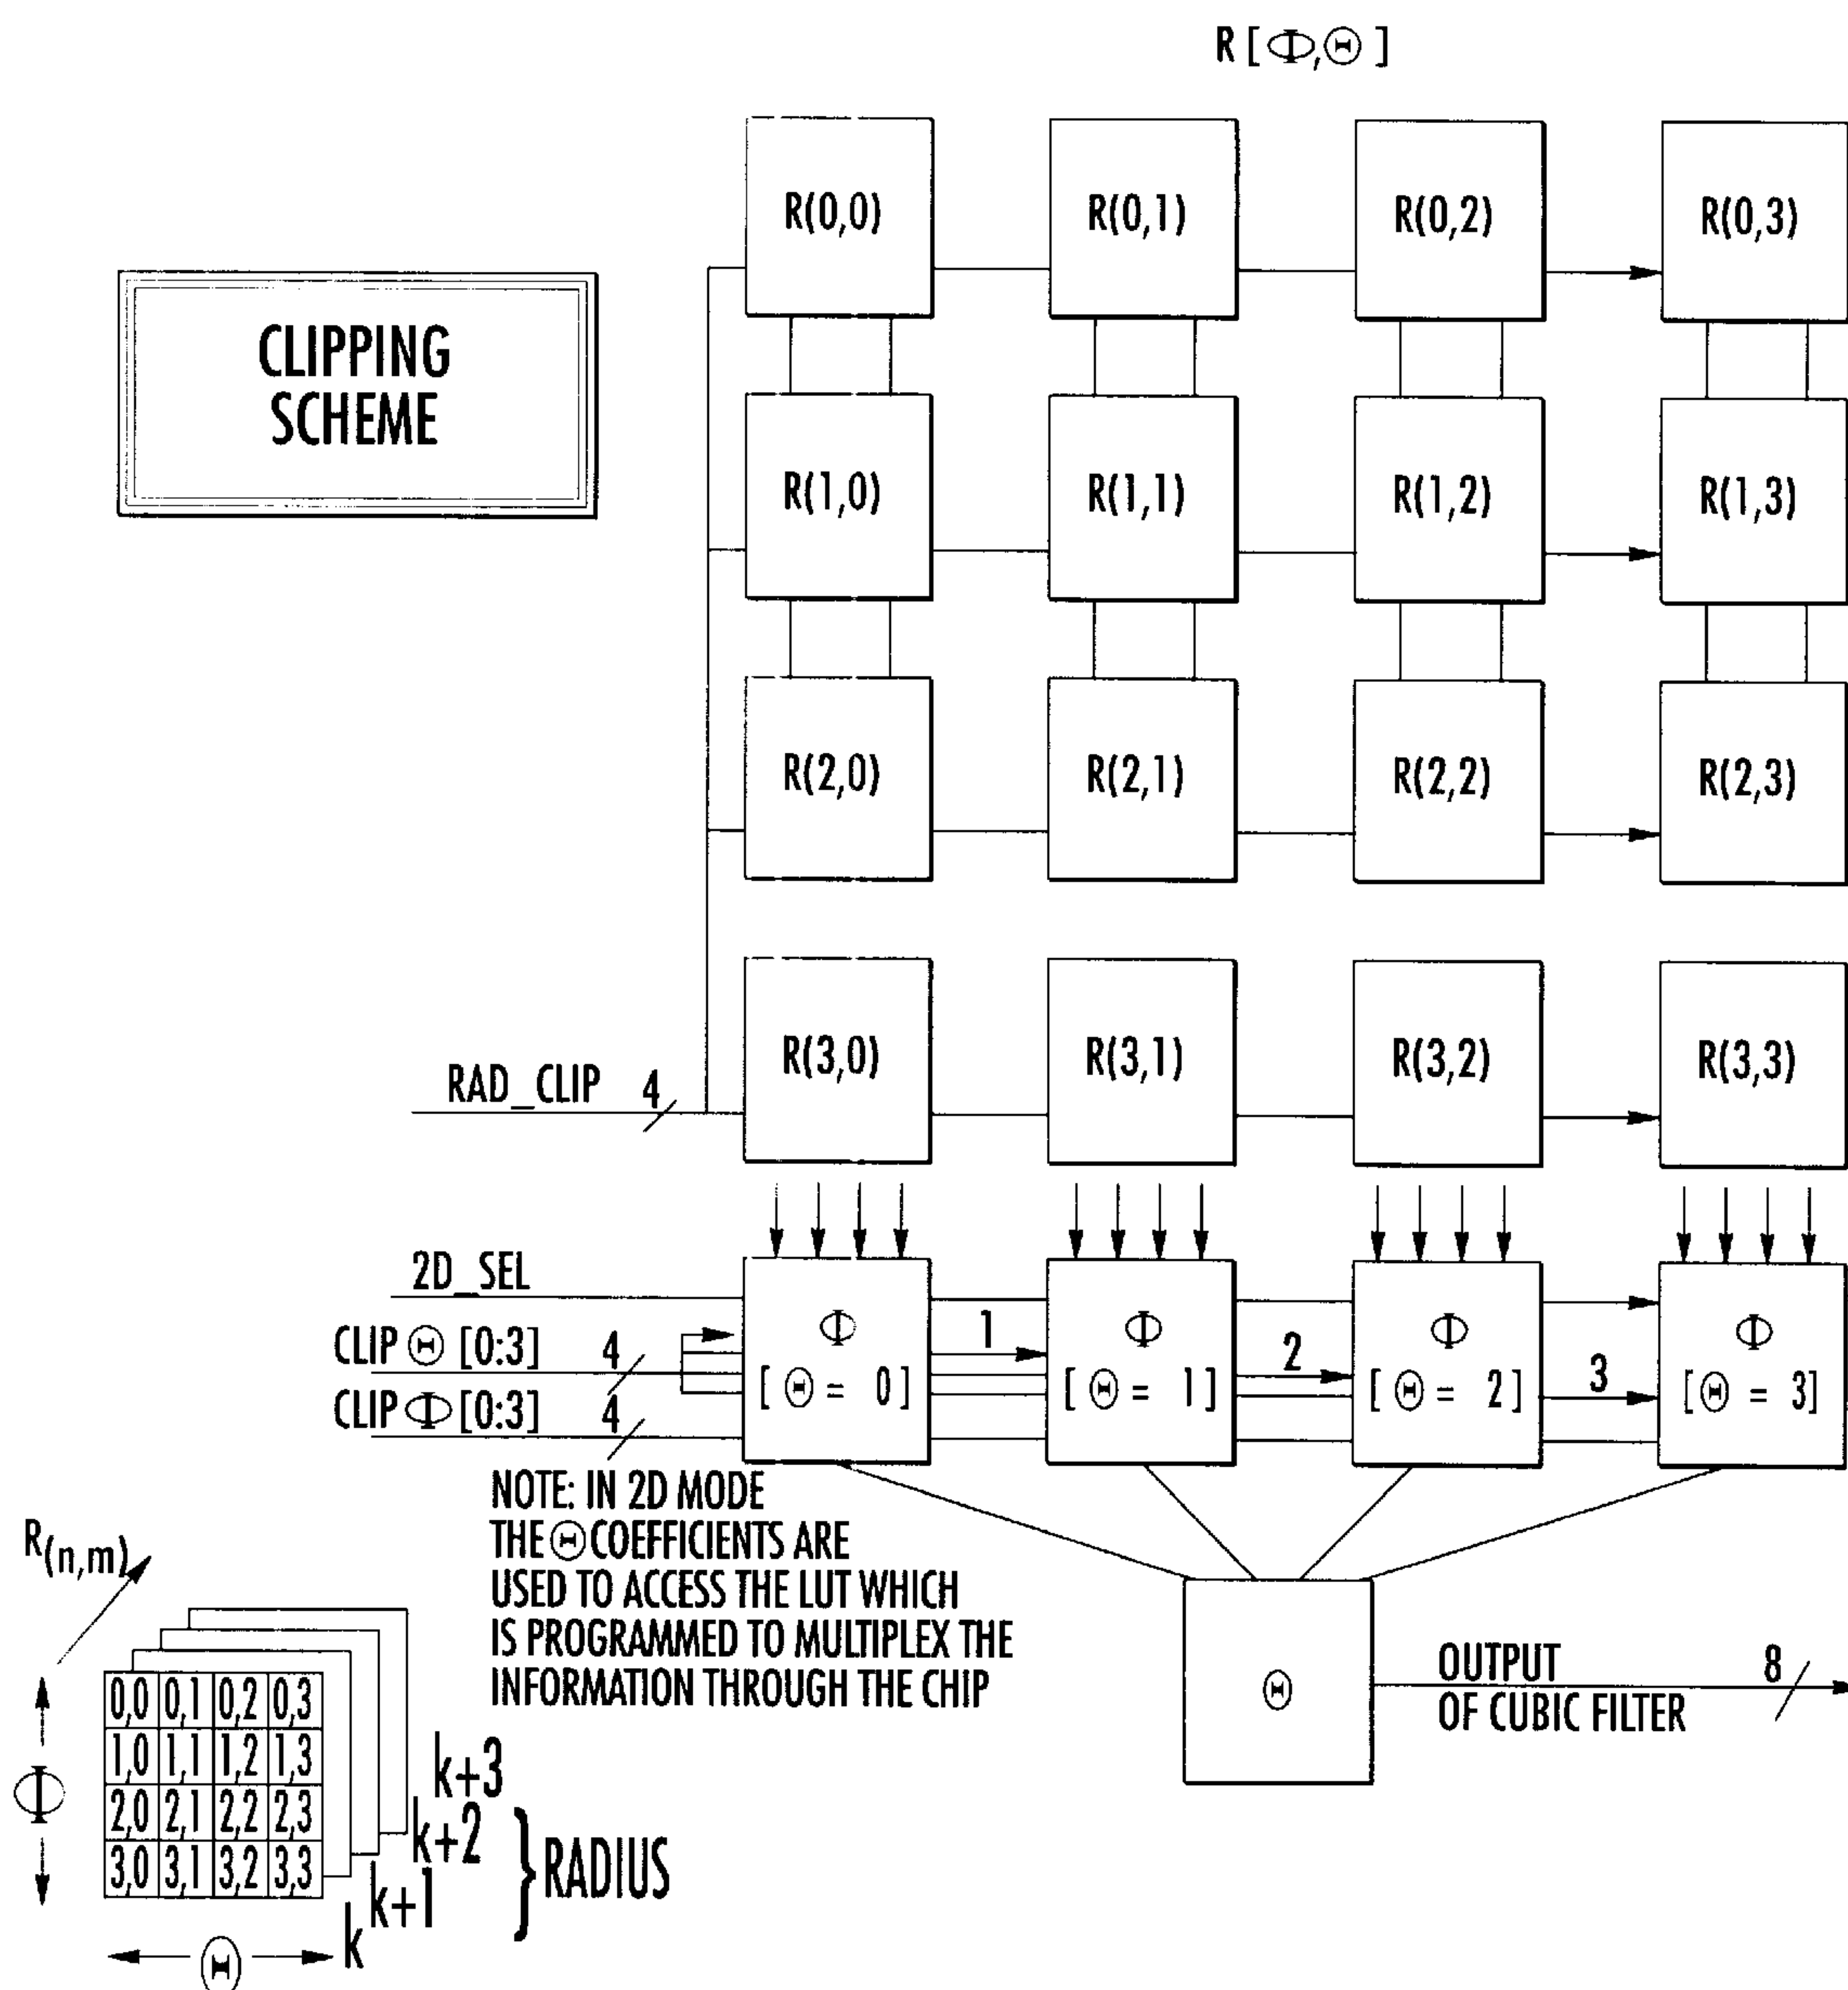 R [ Φ,Θ ]
CLIPPING
SCHEME
R(0,0) R(0,1) R(0,2) R(0,3)
R(1,0) R(1,1) R(1,2) R(1,3)
R(2,0) R(2,1) R(2,2) R(2,3)
R(3,0) R(3,1) R(3,2) R(3,3)
RAD_CLIP 4
2D_SEL
CLIP Θ [0:3] 4
CLIP Φ [0:3] 4
Φ 1 Φ Φ Φ
2 3
[ Θ = 0 ] [ Θ = 1 ] [ Θ = 2 ] [ Θ = 3 ]
NOTE: IN 2D MODE
THE Θ COEFFICIENTS ARE
USED TO ACCESS THE LUT WHICH
IS PROGRAMMED TO MULTIPLEX THE
INFORMATION THROUGH THE CHIP
Θ
OUTPUT 8
OF CUBIC FILTER
R(n,m)
0,0 0,1 0,2 0,3
1,0 1,1 1,2 1,3
2,0 2,1 2,2 2,3
3,0 3,1 3,2 3,3
Φ
Θ
k+3
k+2
k+1
k
} RADIUS